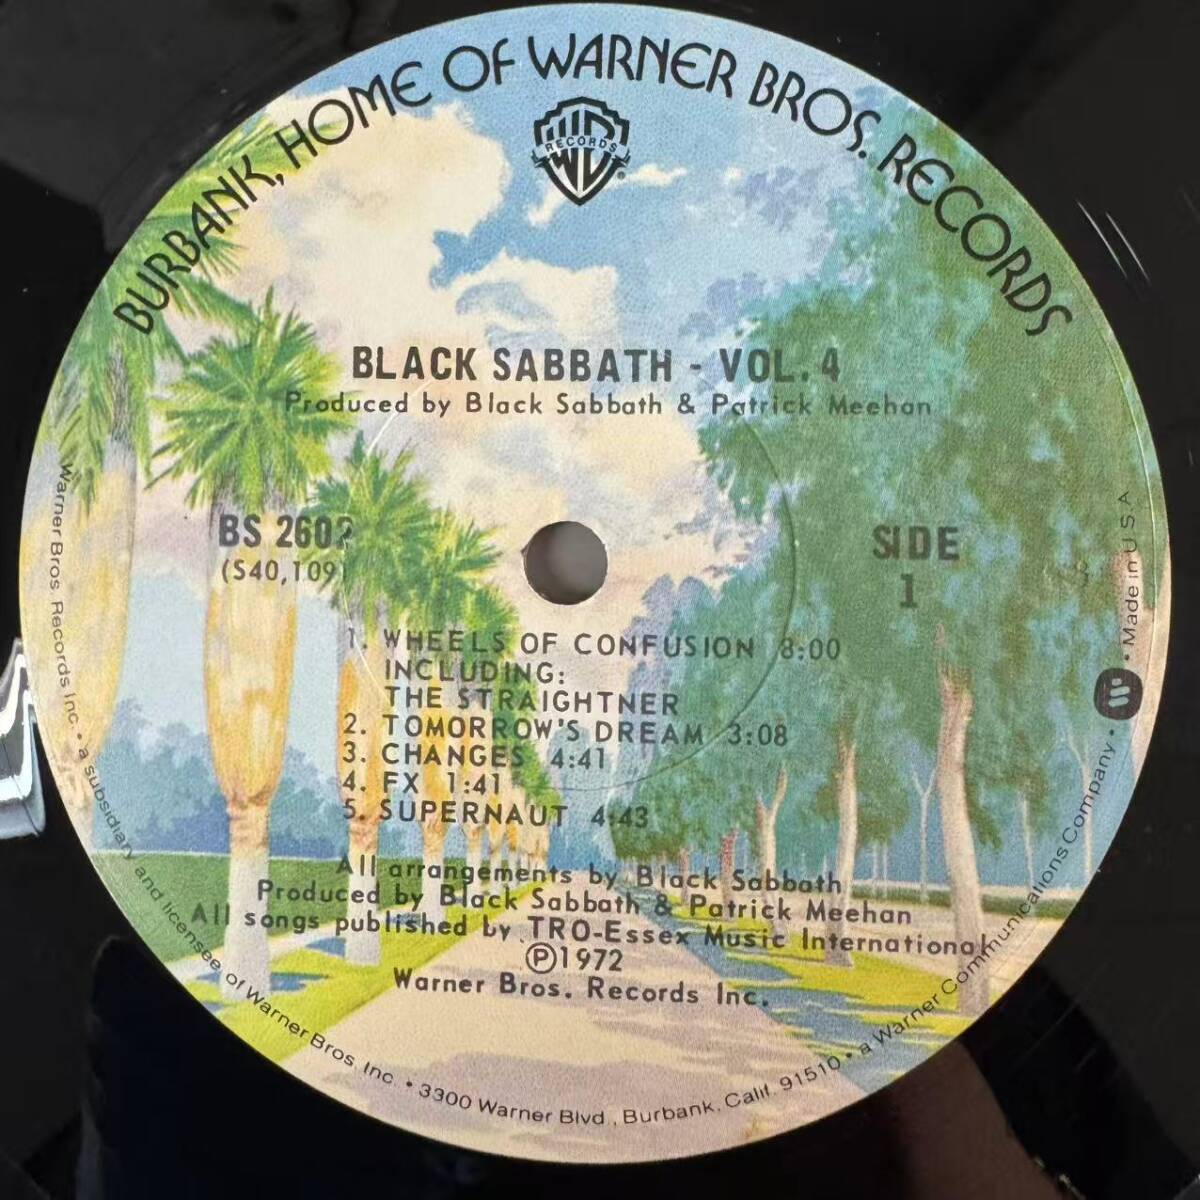 BURBANK, HOME OF WARNER BROS. RECORDS
RECORDS
BLACK SABBATH - VOL. 4
Produced by Black Sabbath & Patrick Meehan
BS 2602
(S40,109)
SIDE
1
1. WHEELS OF CONFUSION 8:00
INCLUDING:
THE STRAIGHTNER
2. TOMORROW'S DREAM 3:08
3. CHANGES 4:41
4. FX 1:41
5. SUPERNAUT 4:43
All arrangements by Black Sabbath
Produced by Black Sabbath & Patrick Meehan
All songs published by TRO-Essex Music International
℗1972
Warner Bros. Records Inc.
Warner Bros. Records Inc. • a subsidiary and licensee of Warner Bros. Inc. • 3300 Warner Blvd., Burbank, Calif. 91510 • a Warner Communications Company • Made in U S A